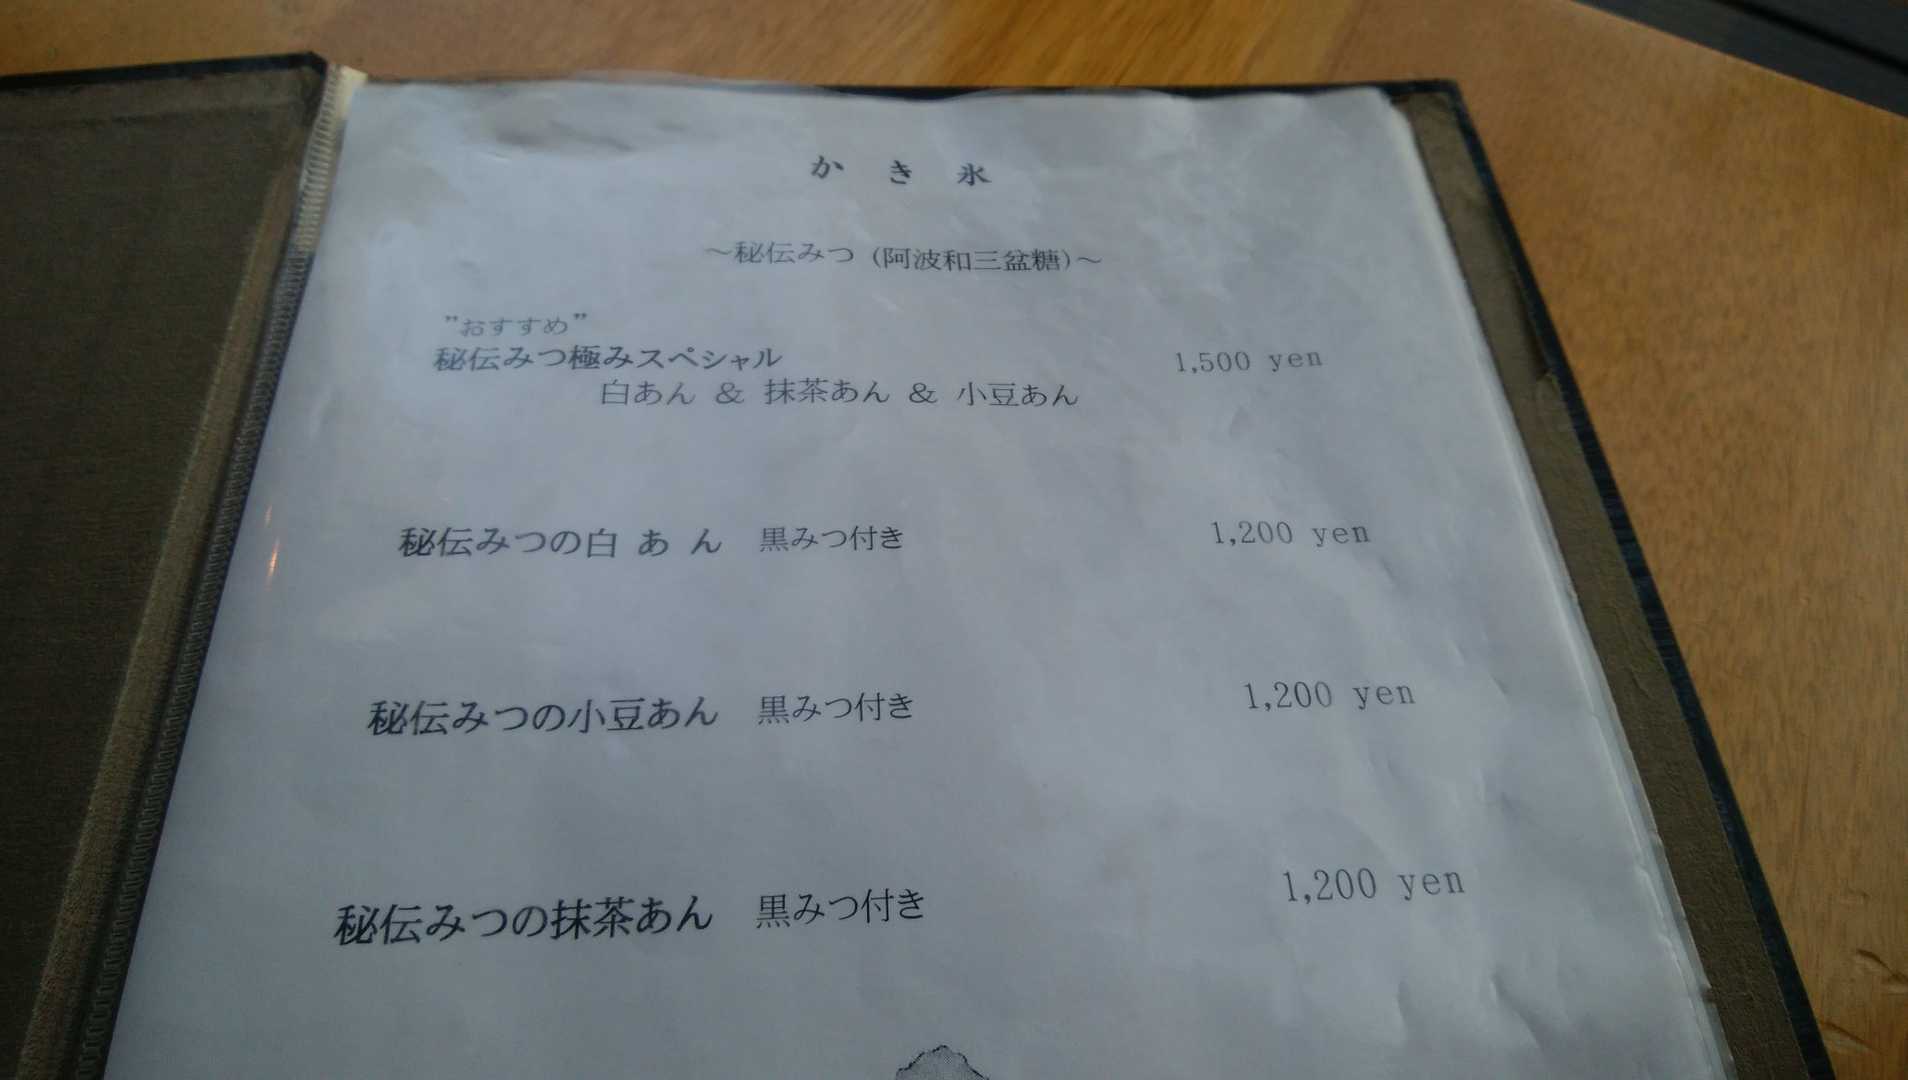 かき氷
～秘伝みつ (阿波和三盆糖)～
”おすすめ”
秘伝みつ極みスペシャル 1,500 yen
白あん ＆ 抹茶あん ＆ 小豆あん
秘伝みつの白 あ ん 黒みつ付き 1,200 yen
秘伝みつの小豆あん 黒みつ付き 1,200 yen
秘伝みつの抹茶あん 黒みつ付き 1,200 yen